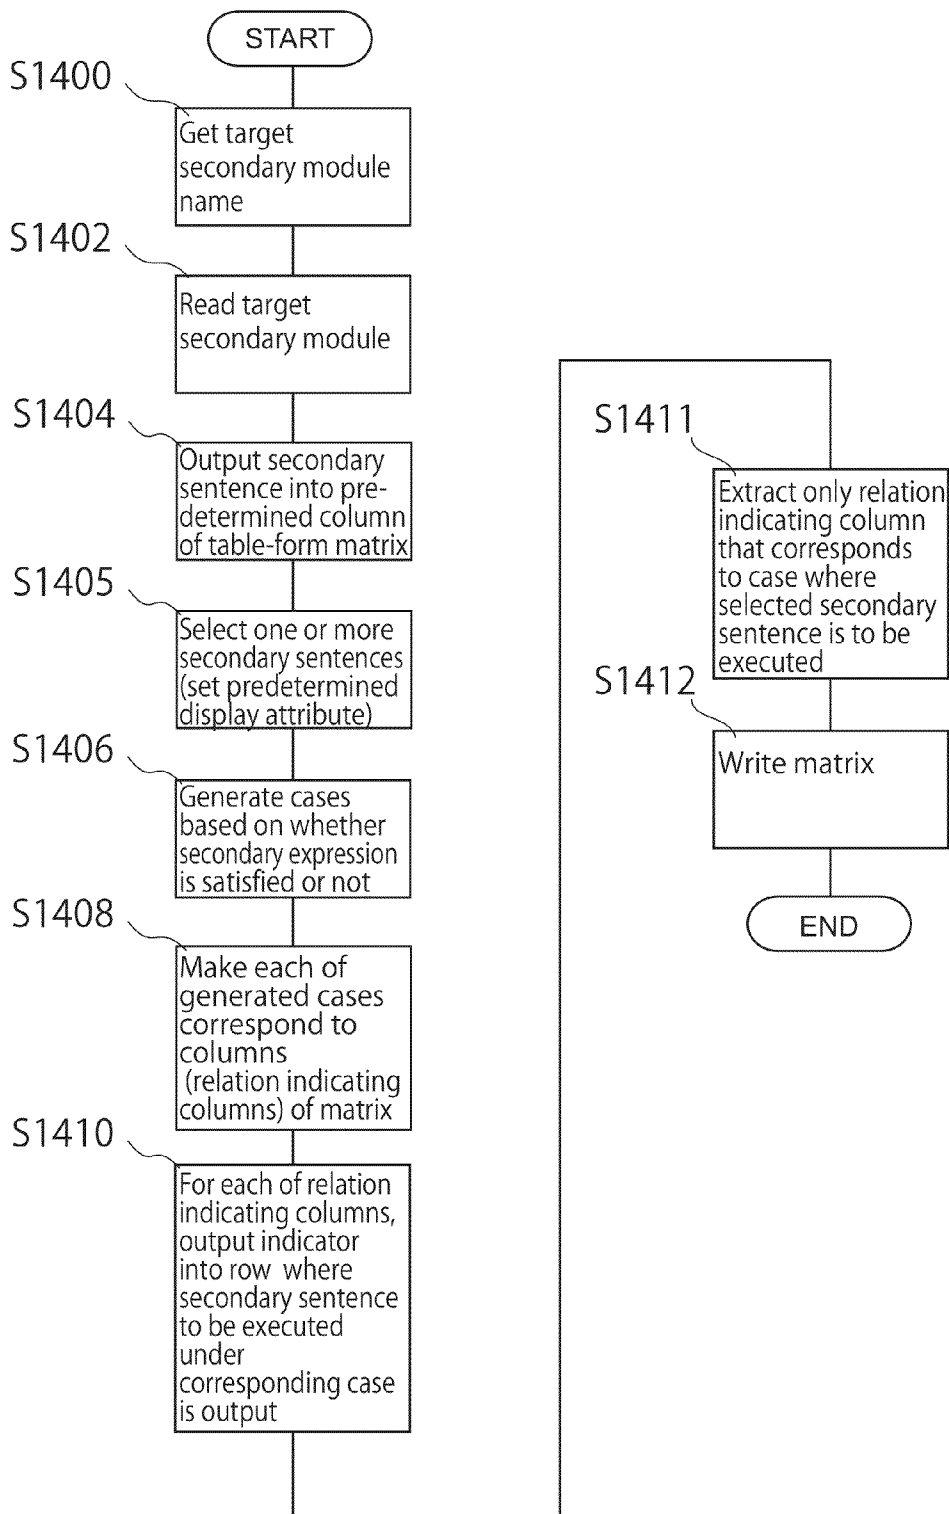 START
S1400
Get target
secondary module
name
S1402
Read target
secondary module
S1404
Output secondary
sentence into pre-
determined column
of table-form matrix
S1405
Select one or more
secondary sentences
(set predetermined
display attribute)
S1406
Generate cases
based on whether
secondary expression
is satisfied or not
S1408
Make each of
generated cases
correspond to
columns
(relation indicating
columns) of matrix
S1410
For each of relation
indicating columns,
output indicator
into row where
secondary sentence
to be executed
under
corresponding case
is output
S1411
Extract only relation
indicating column
that corresponds
to case where
selected secondary
sentence is to be
executed
S1412
Write matrix
END